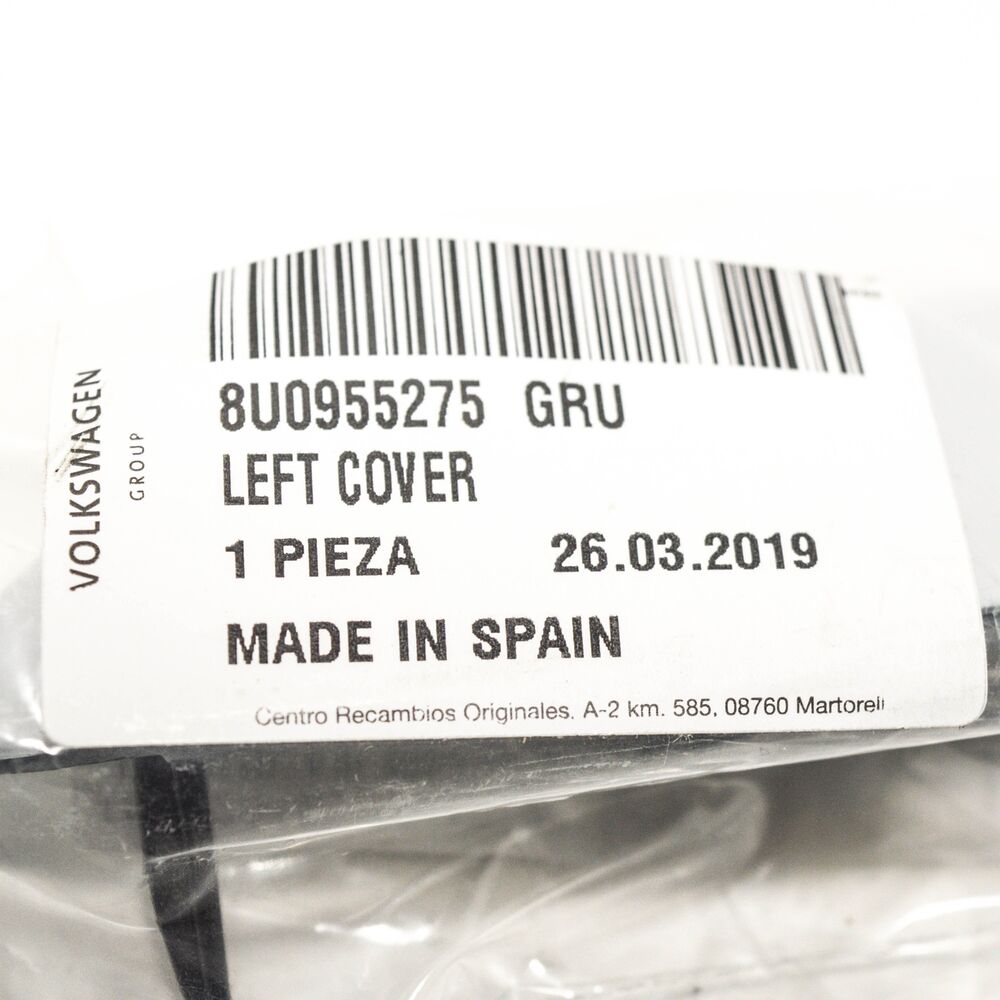 VOLKSWAGEN
GROUP
8U0955275 GRU
LEFT COVER
1 PIEZA 26.03.2019
MADE IN SPAIN
Centro Recambios Originales. A-2 km. 585, 08760 Martorell